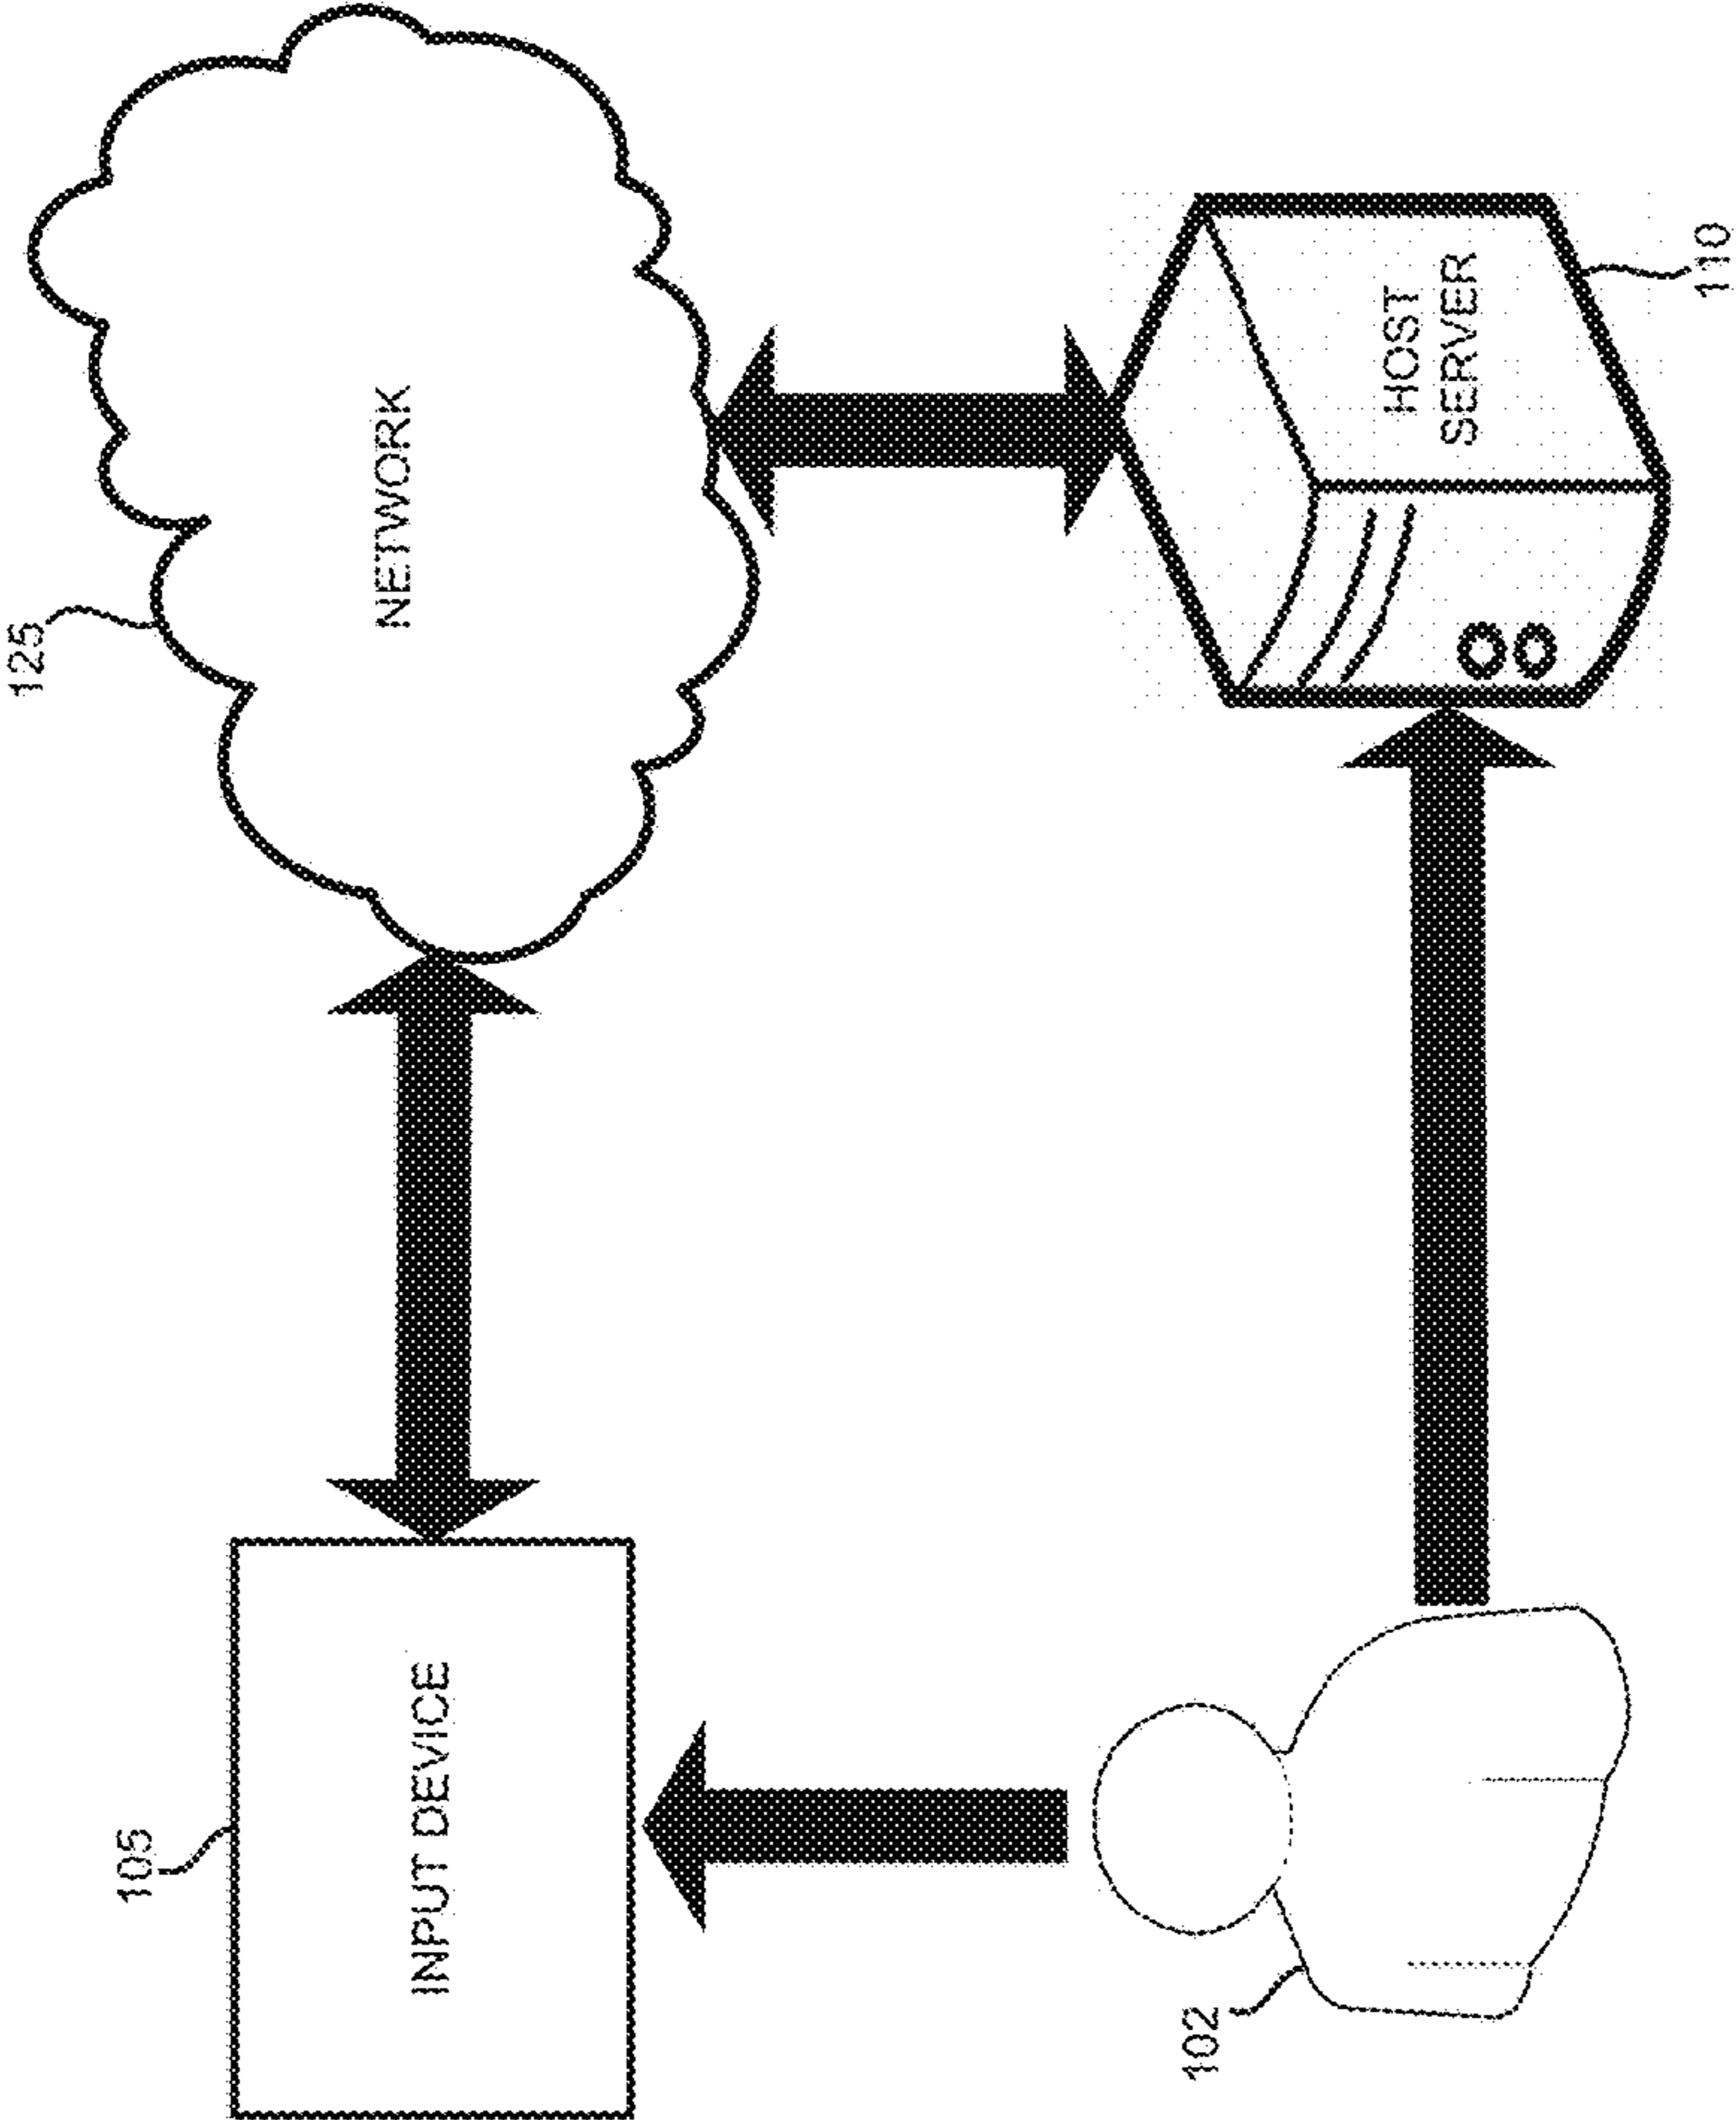 105
INPUT DEVICE
125
NETWORK
102
HOST
SERVER
110